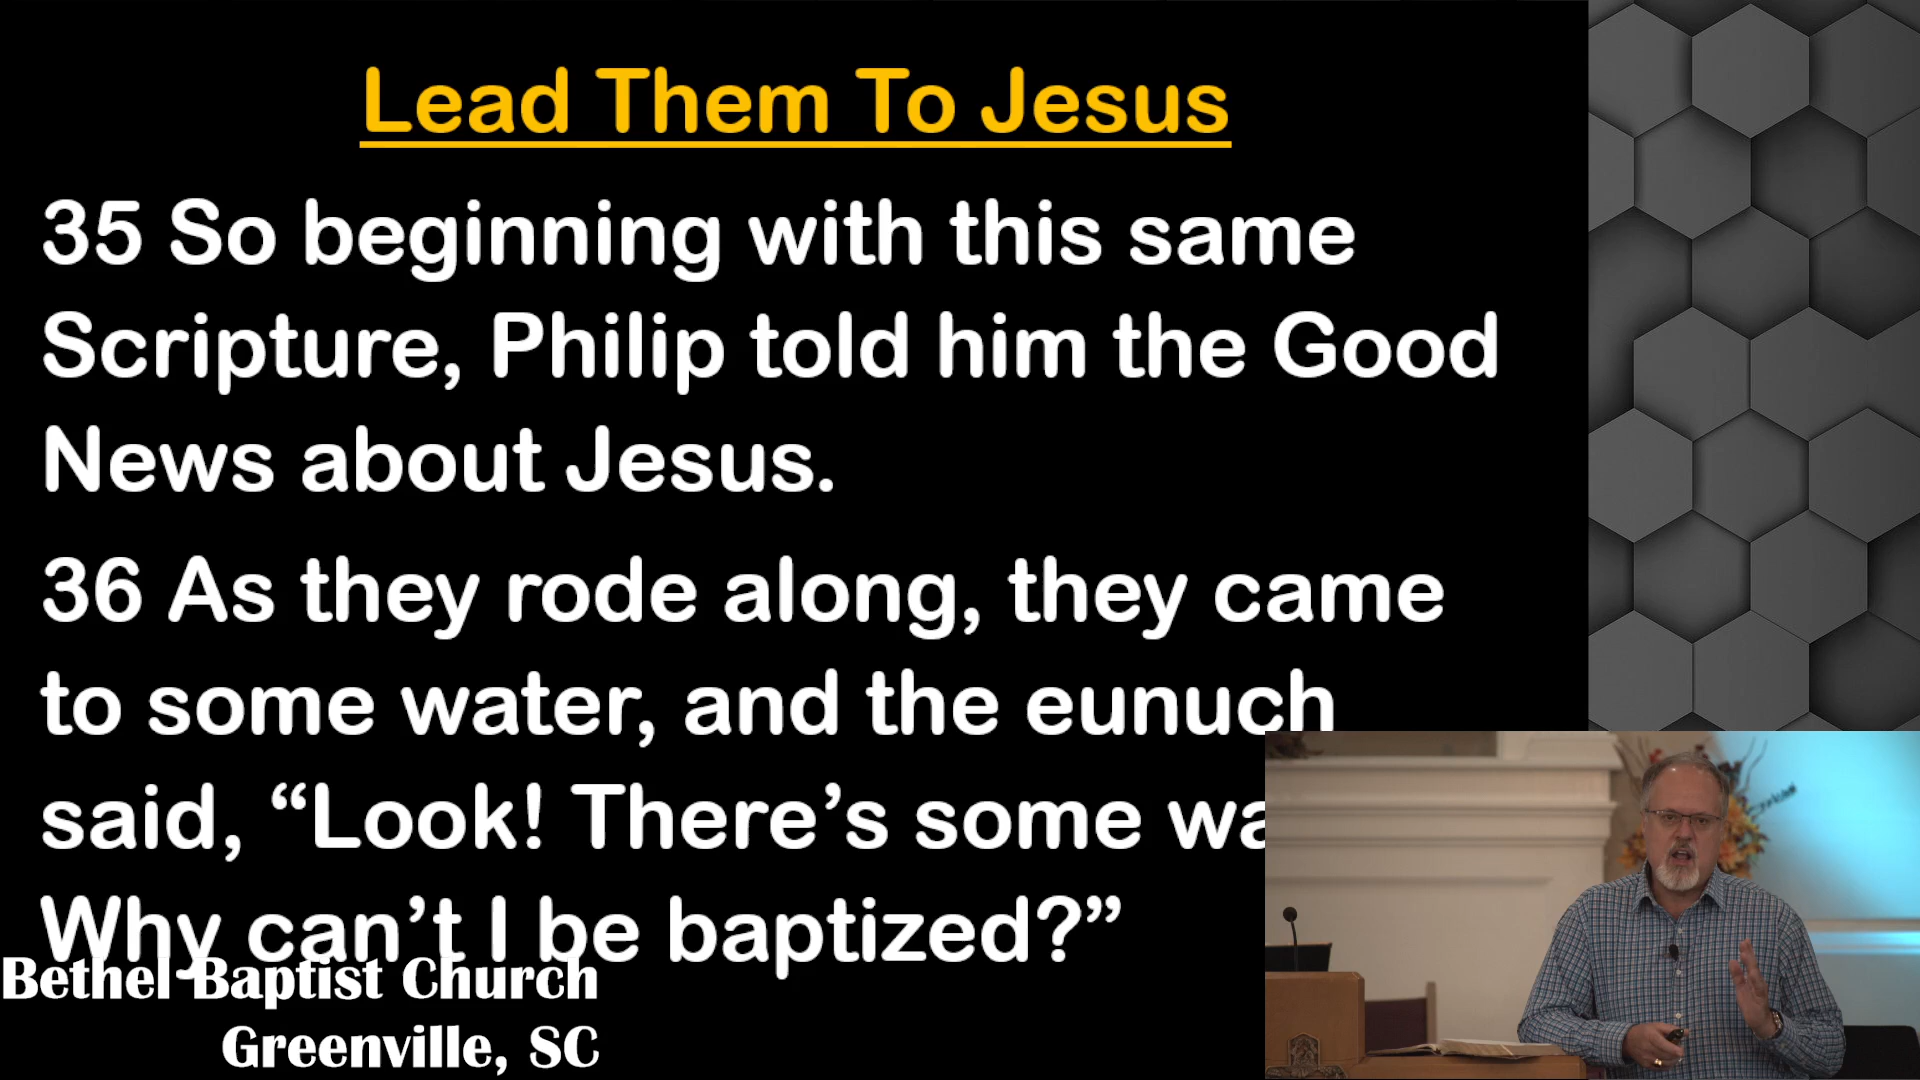 Lead Them To Jesus
35 So beginning with this same
Scripture, Philip told him the Good
News about Jesus.
36 As they rode along, they came
to some water, and the eunuch
said, “Look! There’s some
Why can’t I be baptized?”
Bethel Baptist Church
Greenville, SC